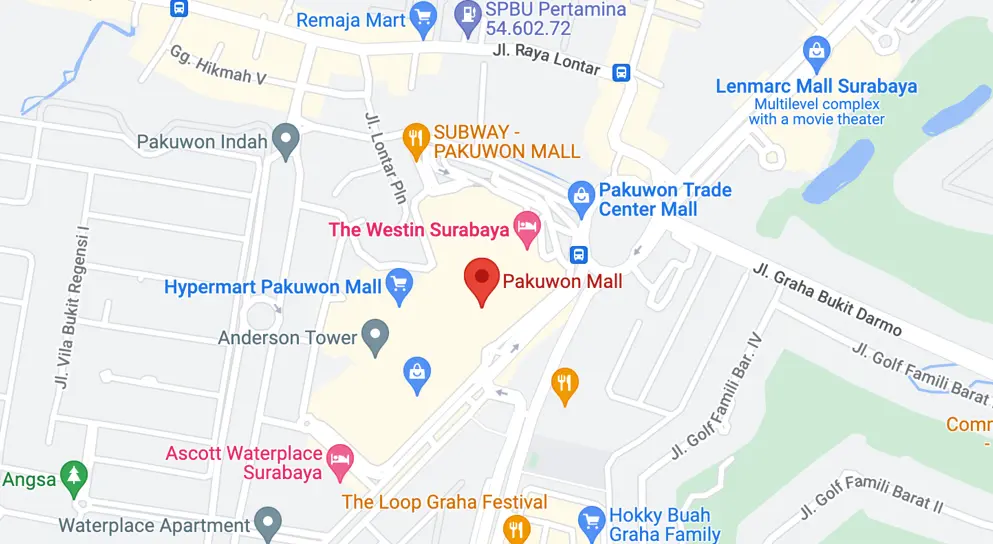 Remaja Mart
SPBU Pertamina
54.602.72
Jl. Raya Lontar
Gg. Hikmah V
Lenmarc Mall Surabaya
Multilevel complex
with a movie theater
Pakuwon Indah
Jl. Lontar Pln
SUBWAY -
PAKUWON MALL
Pakuwon Trade
Center Mall
The Westin Surabaya
Jl. Vila Bukit Regensi I
Hypermart Pakuwon Mall
Pakuwon Mall
Jl. Graha Bukit Darmo
Anderson Tower
Jl. Golf Famili Bar. IV
Jl. Golf Famili Barat
Com
-
Ascott Waterplace
Surabaya
Angsa
The Loop Graha Festival
Jl. Golf Famili Barat II
Waterplace Apartment
Hokky Buah
Graha Family